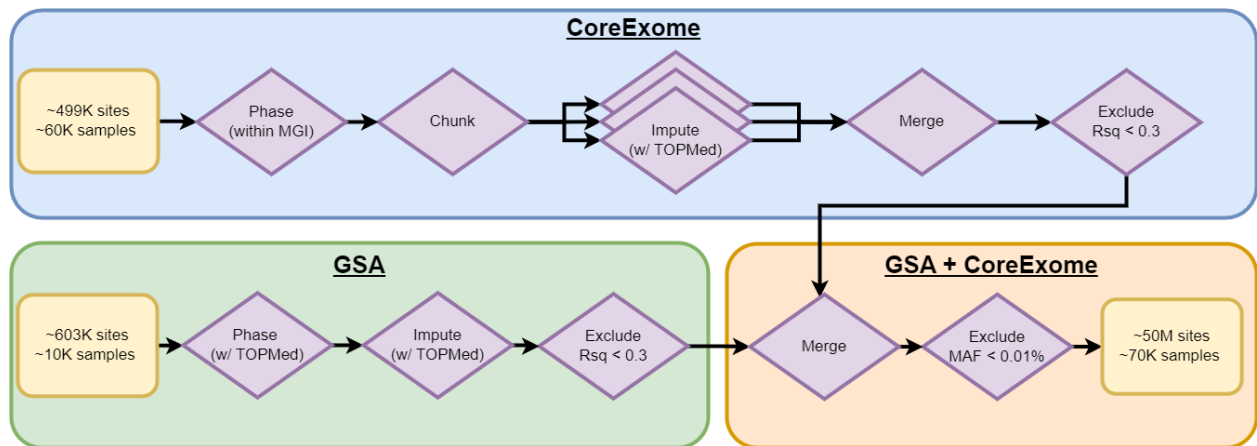 CoreExome
~499K sites
~60K samples
Phase
(within MGI)
Chunk
Impute
(w/ TOPMed)
Merge
Exclude
Rsq < 0.3
GSA
~603K sites
~10K samples
Phase
(w/ TOPMed)
Impute
(w/ TOPMed)
Exclude
Rsq < 0.3
GSA + CoreExome
Merge
Exclude
MAF < 0.01%
~50M sites
~70K samples